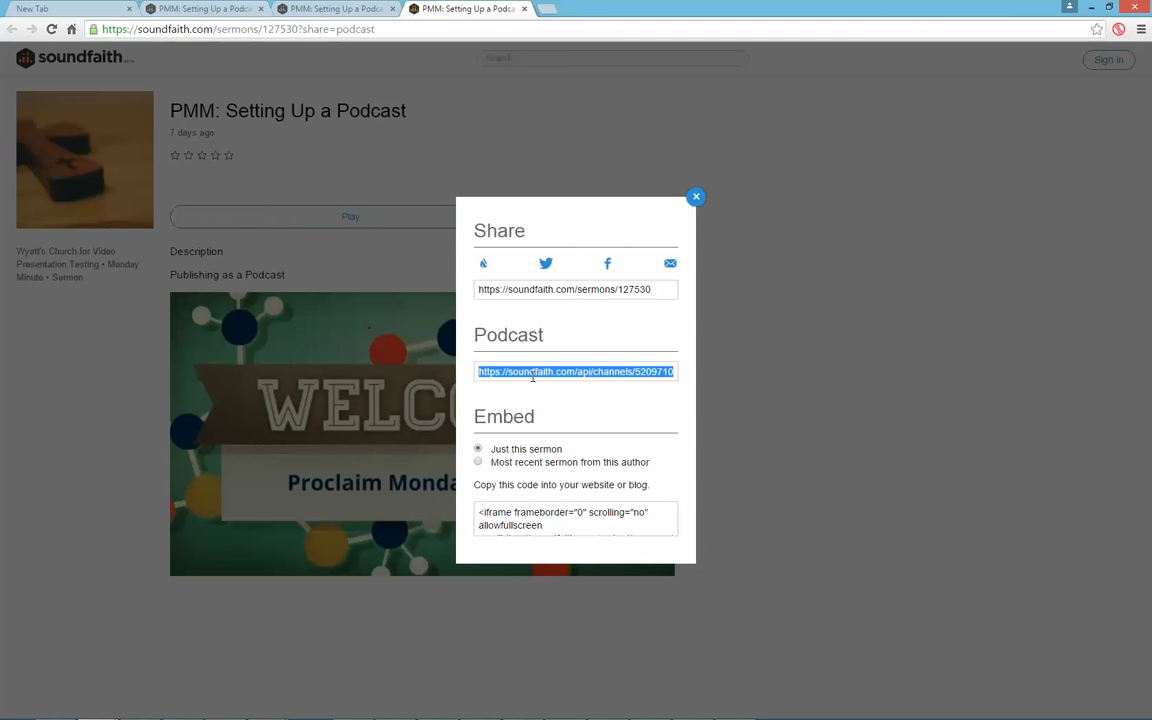 New Tab
PMM: Setting Up a Podca
PMM: Setting Up a Podca
PMM: Setting Up a Podca
https://soundfaith.com/sermons/127530?share=podcast
soundfaith
Search
Sign in
PMM: Setting Up a Podcast
7 days ago
Play
Wyatt's Church for Video
Presentation Testing • Monday
Minute • Sermon
Description
Publishing as a Podcast
WELC
Proclaim Monda
Share
https://soundfaith.com/sermons/127530
Podcast
https://soundfaith.com/api/channels/5209710
Embed
Just this sermon
Most recent sermon from this author
Copy this code into your website or blog.
<iframe frameborder="0" scrolling="no"
allowfullscreen